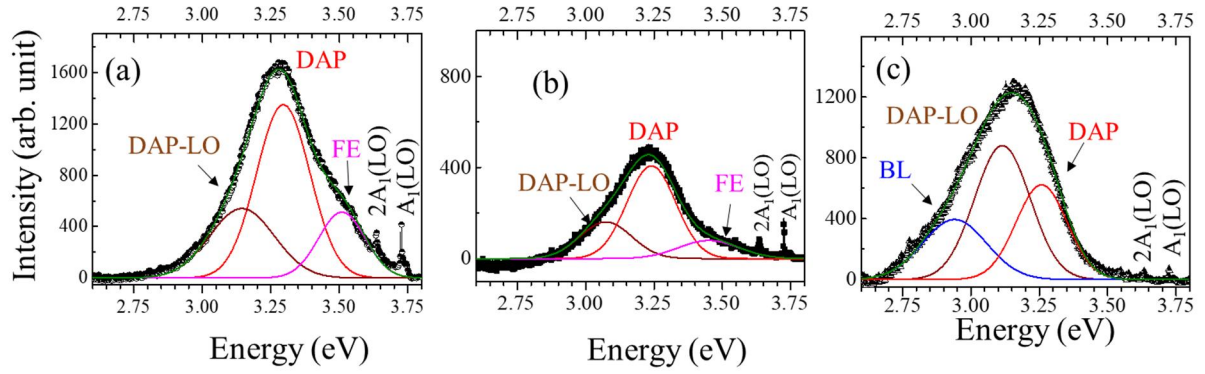 3.00 3.50
2.75 3.25 3.75
(a)
DAP
DAP-LO
FE
2A₁(LO)
A₁(LO)
1600
1200
800
400
0
Intensity (arb. unit)
3.00 3.50
2.75 3.25 3.75
Energy (eV)
3.00 3.50
2.75 3.25 3.75
(b)
DAP
DAP-LO
FE
2A₁(LO)
A₁(LO)
800
400
0
3.00 3.50
2.75 3.25 3.75
Energy (eV)
3.00 3.50
2.75 3.25 3.75
(c)
DAP-LO
DAP
BL
2A₁(LO)
A₁(LO)
1200
800
400
0
3.00 3.50
2.75 3.25 3.75
Energy (eV)